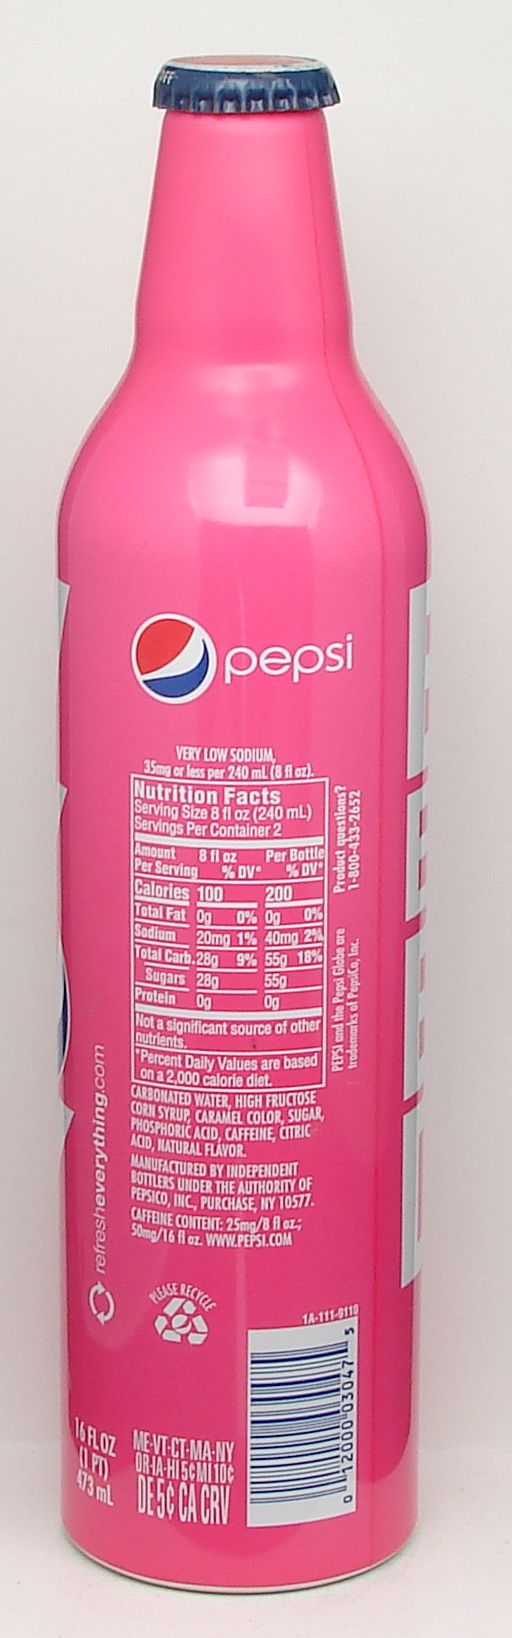 pepsi
VERY LOW SODIUM,
35mg or less per 240 mL (8 fl oz).
Nutrition Facts
Serving Size 8 fl oz (240 mL)
Servings Per Container 2
Amount Per Serving 8 fl oz % DV* Per Bottle % DV*
Calories 100 200
Total Fat 0g 0% 0g 0%
Sodium 20mg 1% 40mg 2%
Total Carb. 28g 9% 55g 18%
Sugars 28g 55g
Protein 0g 0g
Not a significant source of other
nutrients.
*Percent Daily Values are based
on a 2,000 calorie diet.
Product questions?
1-800-433-2652
PEPSI and the Pepsi Globe are
trademarks of PepsiCo, Inc.
CARBONATED WATER, HIGH FRUCTOSE
CORN SYRUP, CARAMEL COLOR, SUGAR,
PHOSPHORIC ACID, CAFFEINE, CITRIC
ACID, NATURAL FLAVOR.
MANUFACTURED BY INDEPENDENT
BOTTLERS UNDER THE AUTHORITY OF
PEPSICO, INC., PURCHASE, NY 10577.
CAFFEINE CONTENT: 25mg/8 fl oz.;
50mg/16 fl oz. WWW.PEPSI.COM
refresheverything.com
PLEASE RECYCLE
1A-111-9110
0 12000 03047 5
16 FL OZ
(1 PT)
473 mL
ME-VT-CT-MA-NY
OR-IA-HI 5¢ MI 10¢
DE 5¢ CA CRV